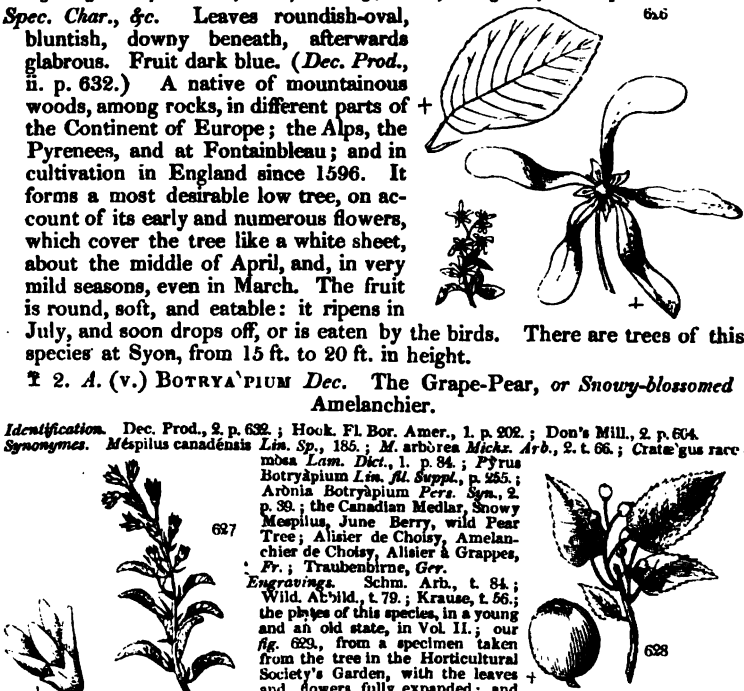 Spec. Char., &c. Leaves roundish-oval,
bluntish, downy beneath, afterwards
glabrous. Fruit dark blue. (Dec. Prod.,
ii. p. 632.) A native of mountainous
woods, among rocks, in different parts of
the Continent of Europe; the Alps, the
Pyrenees, and at Fontainbleau; and in
cultivation in England since 1596. It
forms a most desirable low tree, on ac-
count of its early and numerous flowers,
which cover the tree like a white sheet,
about the middle of April, and, in very
mild seasons, even in March. The fruit
is round, soft, and eatable: it ripens in
July, and soon drops off, or is eaten by the birds. There are trees of this
species at Syon, from 15 ft. to 20 ft. in height.
626
2. A. (v.) BOTRYA'PIUM Dec. The Grape-Pear, or Snowy-blossomed
Amelanchier.
Identification. Dec. Prod., 2. p. 632.; Hook. Fl. Bor. Amer., 1. p. 202.; Don's Mill., 2. p. 604.
Synonymes. Méspilus canadénsis Lin. Sp., 185.; M. arbòrea Michx. Arb., 2. t. 66.; Cratæ'gus race-
mòsa Lam. Dict., 1. p. 84.; Pỳrus
Botryàpium Lin. fil. Suppl., p. 255.;
Arònia Botryàpium Pers. Syn., 2.
p. 39.; the Canadian Medlar, Snowy
Mespilus, June Berry, wild Pear
Tree; Alisier de Choisy, Amelan-
chier de Choisy, Alisier à Grappes,
Fr.; Traubenbirne, Ger.
Engravings. Schm. Arb., t. 84.;
Wild. Abbild., t. 79.; Krause, t. 56.;
the plates of this species, in a young
and an old state, in Vol. II.; our
fig. 629., from a specimen taken
from the tree in the Horticultural
Society's Garden, with the leaves
and flowers fully expanded; and
627
628